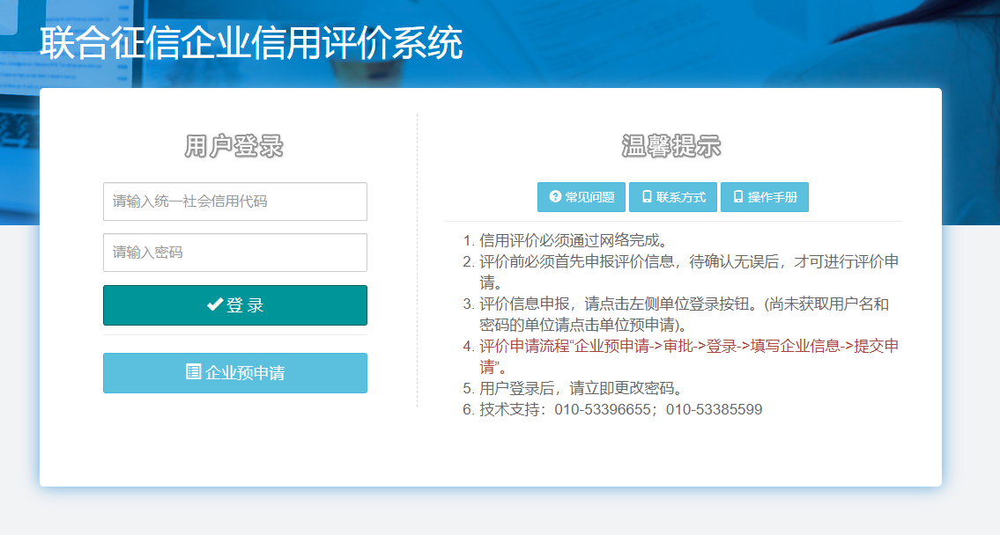 联合征信企业信用评价系统
用户登录
请输入统一社会信用代码
请输入密码
登 录
企业预申请
温馨提示
常见问题 联系方式 操作手册
1. 信用评价必须通过网络完成。
2. 评价前必须首先申报评价信息，待确认无误后，才可进行评价申
请。
3. 评价信息申报，请点击左侧单位登录按钮。(尚未获取用户名和
密码的单位请点击单位预申请)。
4. 评价申请流程“企业预申请->审批->登录->填写企业信息->提交申
请”。
5. 用户登录后，请立即更改密码。
6. 技术支持：010-53396655；010-53385599